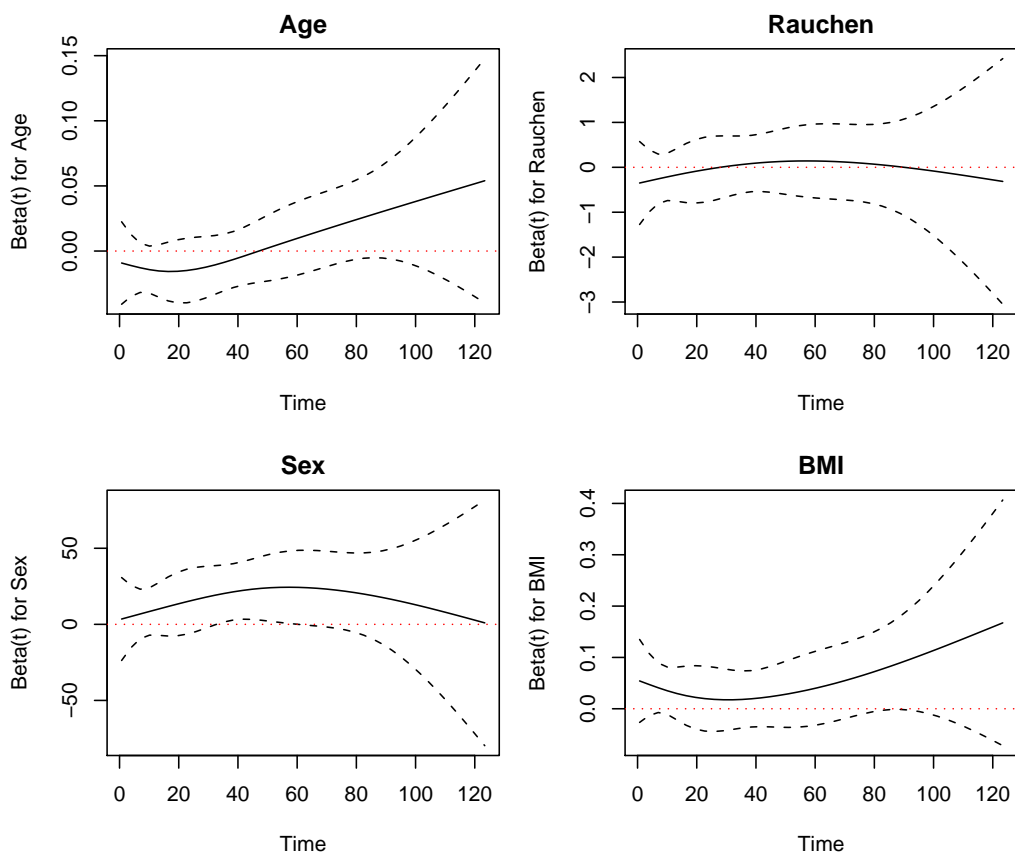 Age
Beta(t) for Age
0.15
0.10
0.05
0.00
0 20 40 60 80 100 120
Time
Rauchen
Beta(t) for Rauchen
2
1
0
−1
−2
−3
0 20 40 60 80 100 120
Time
Sex
Beta(t) for Sex
50
0
−50
0 20 40 60 80 100 120
Time
BMI
Beta(t) for BMI
0.4
0.3
0.2
0.1
0.0
0 20 40 60 80 100 120
Time